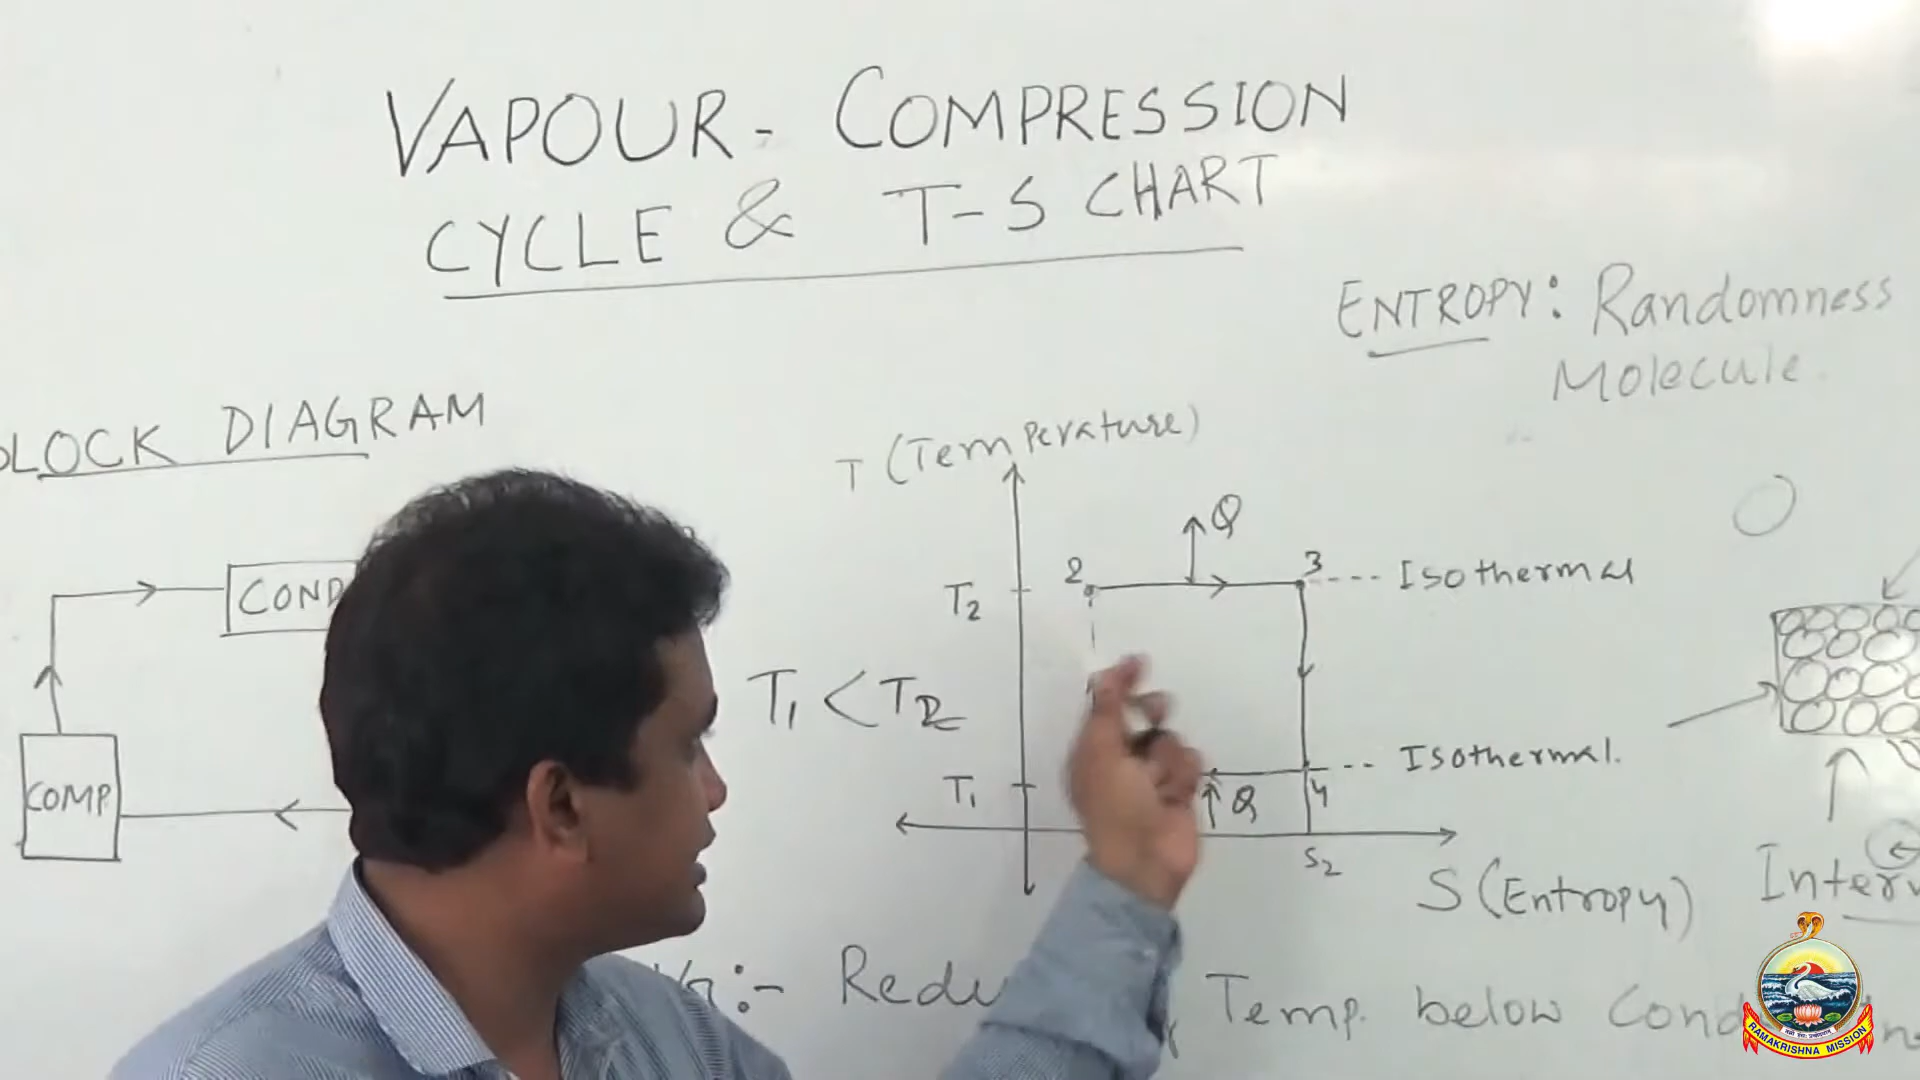 VAPOUR - COMPRESSION
CYCLE & T-S CHART
ENTROPY: Randomness
Molecule.
LOCK DIAGRAM
T (Temperature)
Q
2
3
Isothermal
T2
COND
T1 < T2
COMP
T1
Q
4
Isothermal.
S2
S (Entropy)
Inter
:- Redu
Temp. below Cond
RAMAKRISHNA MISSION